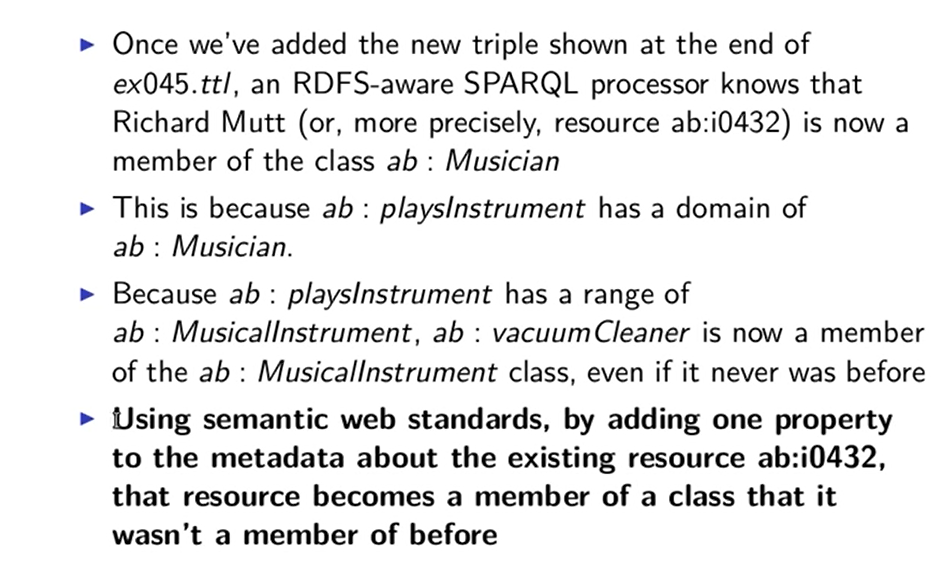 Once we've added the new triple shown at the end of
ex045.ttl, an RDFS-aware SPARQL processor knows that
Richard Mutt (or, more precisely, resource ab:i0432) is now a
member of the class ab : Musician
This is because ab : playsInstrument has a domain of
ab : Musician.
Because ab : playsInstrument has a range of
ab : MusicalInstrument, ab : vacuumCleaner is now a member
of the ab : MusicalInstrument class, even if it never was before
Using semantic web standards, by adding one property
to the metadata about the existing resource ab:i0432,
that resource becomes a member of a class that it
wasn't a member of before